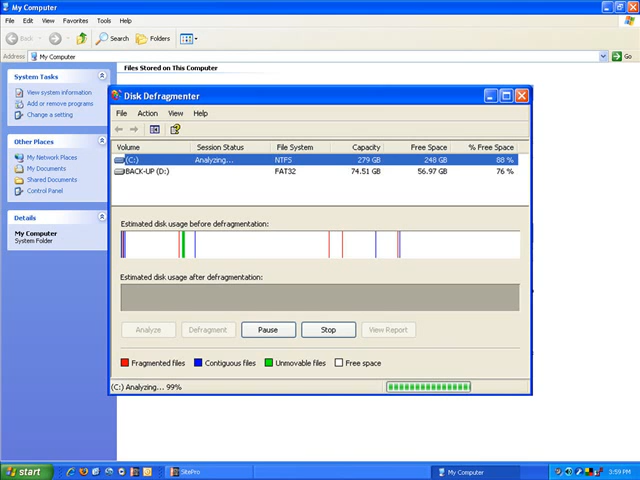 My Computer
File Edit View Favorites Tools Help
Back Search Folders
Address My Computer Go
System Tasks
View system information
Add or remove programs
Change a setting
Other Places
My Network Places
My Documents
Shared Documents
Control Panel
Details
My Computer
System Folder
Files Stored on This Computer
Disk Defragmenter
File Action View Help
Volume Session Status File System Capacity Free Space % Free Space
(C:) Analyzing... NTFS 279 GB 248 GB 88 %
BACK-UP (D:) FAT32 74.51 GB 56.97 GB 76 %
Estimated disk usage before defragmentation:
Estimated disk usage after defragmentation:
Analyze Defragment Pause Stop View Report
Fragmented files Contiguous files Unmovable files Free space
(C:) Analyzing... 99%
start SitePro My Computer 3:59 PM